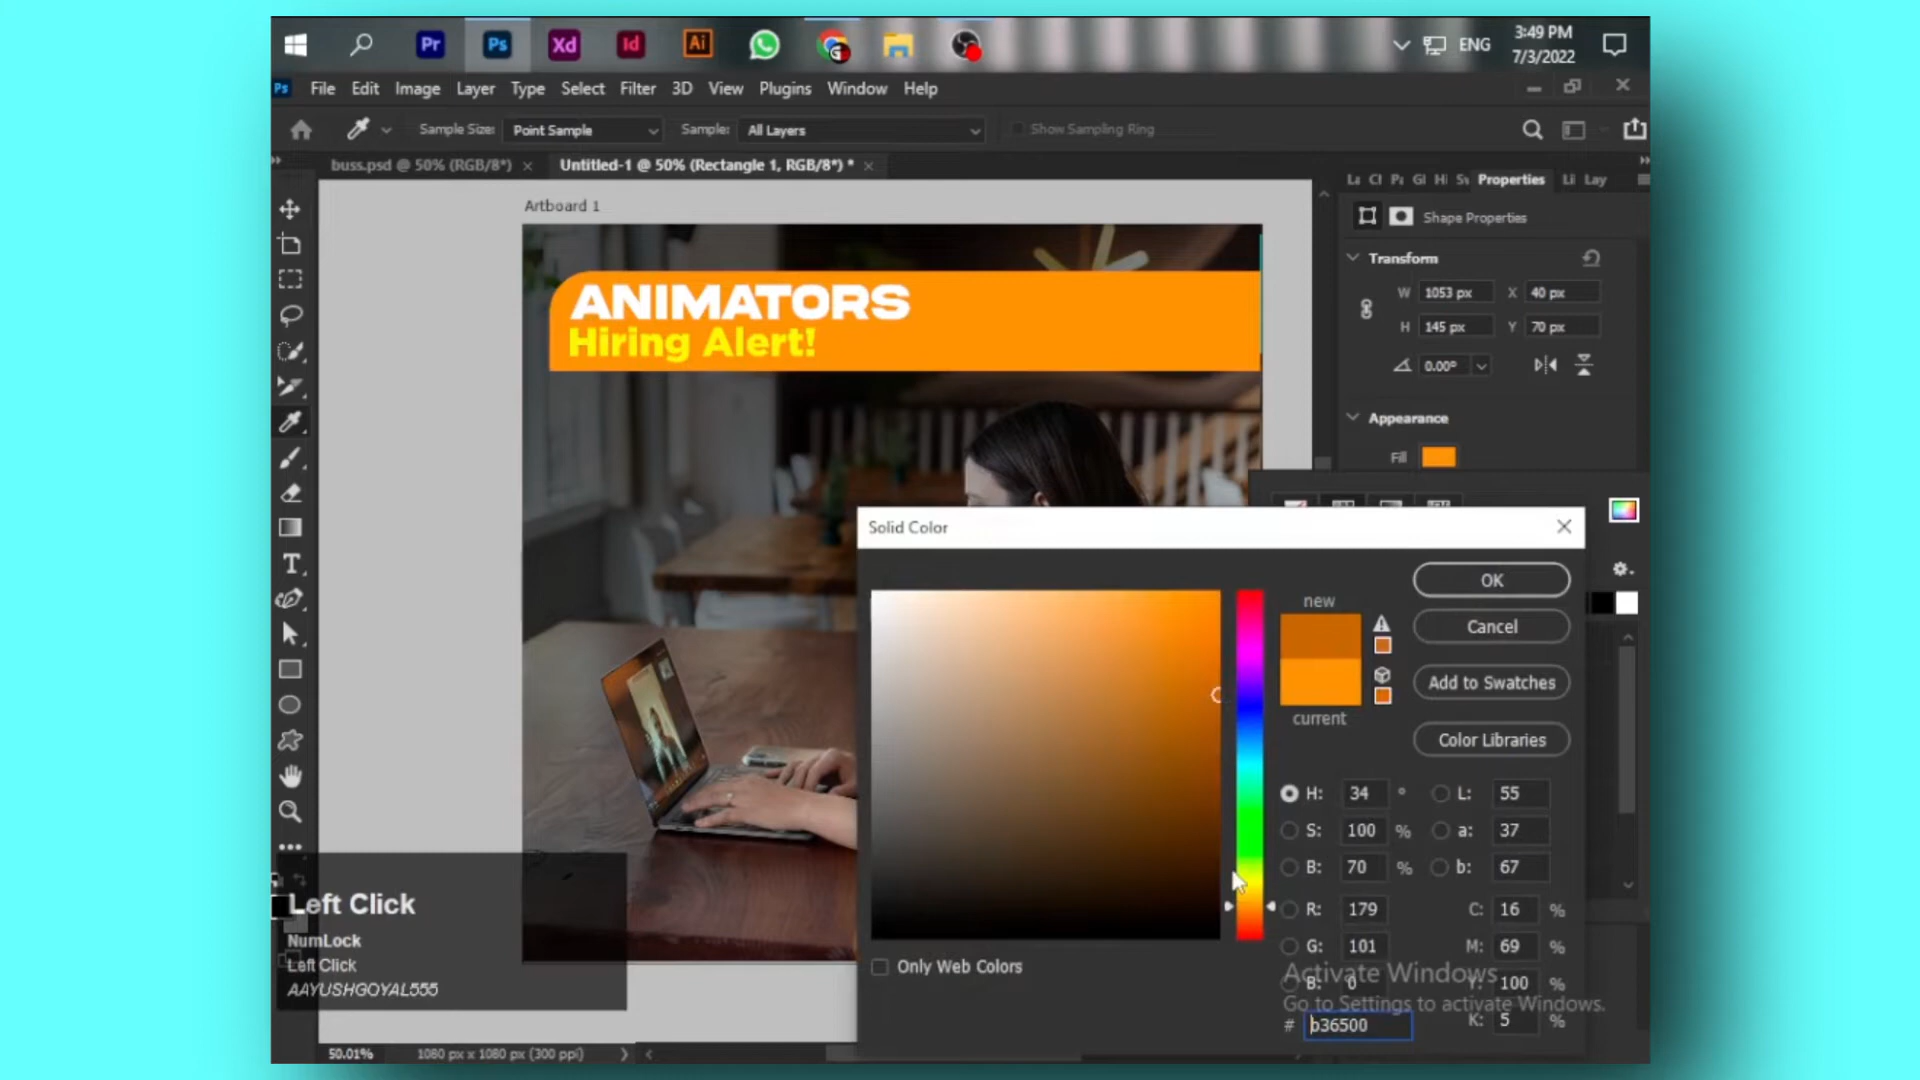 Pr Ps Xd Id Ai
ENG
3:49 PM
7/3/2022
Ps File Edit Image Layer Type Select Filter 3D View Plugins Window Help
Sample Size: Point Sample Sample: All Layers Show Sampling Ring
buss.psd @ 50% (RGB/8*) × Untitled-1 @ 50% (Rectangle 1, RGB/8*) * ×
Properties Li Lay
Artboard 1
Shape Properties
Transform
W 1053 px X 40 px
H 145 px Y 70 px
0.00°
Appearance
Fill
ANIMATORS
Hiring Alert!
Solid Color
OK
new
Cancel
Add to Swatches
current
Color Libraries
H: 34 ° L: 55
S: 100 % a: 37
B: 70 % b: 67
R: 179 C: 16 %
G: 101 M: 69 %
B: 0 Y: 100 %
# b36500 K: 5 %
Only Web Colors
Activate Windows
Go to Settings to activate Windows.
Left Click
NumLock
Left Click
AAYUSHGOYAL555
50.01% 1080 px x 1080 px (300 ppi)